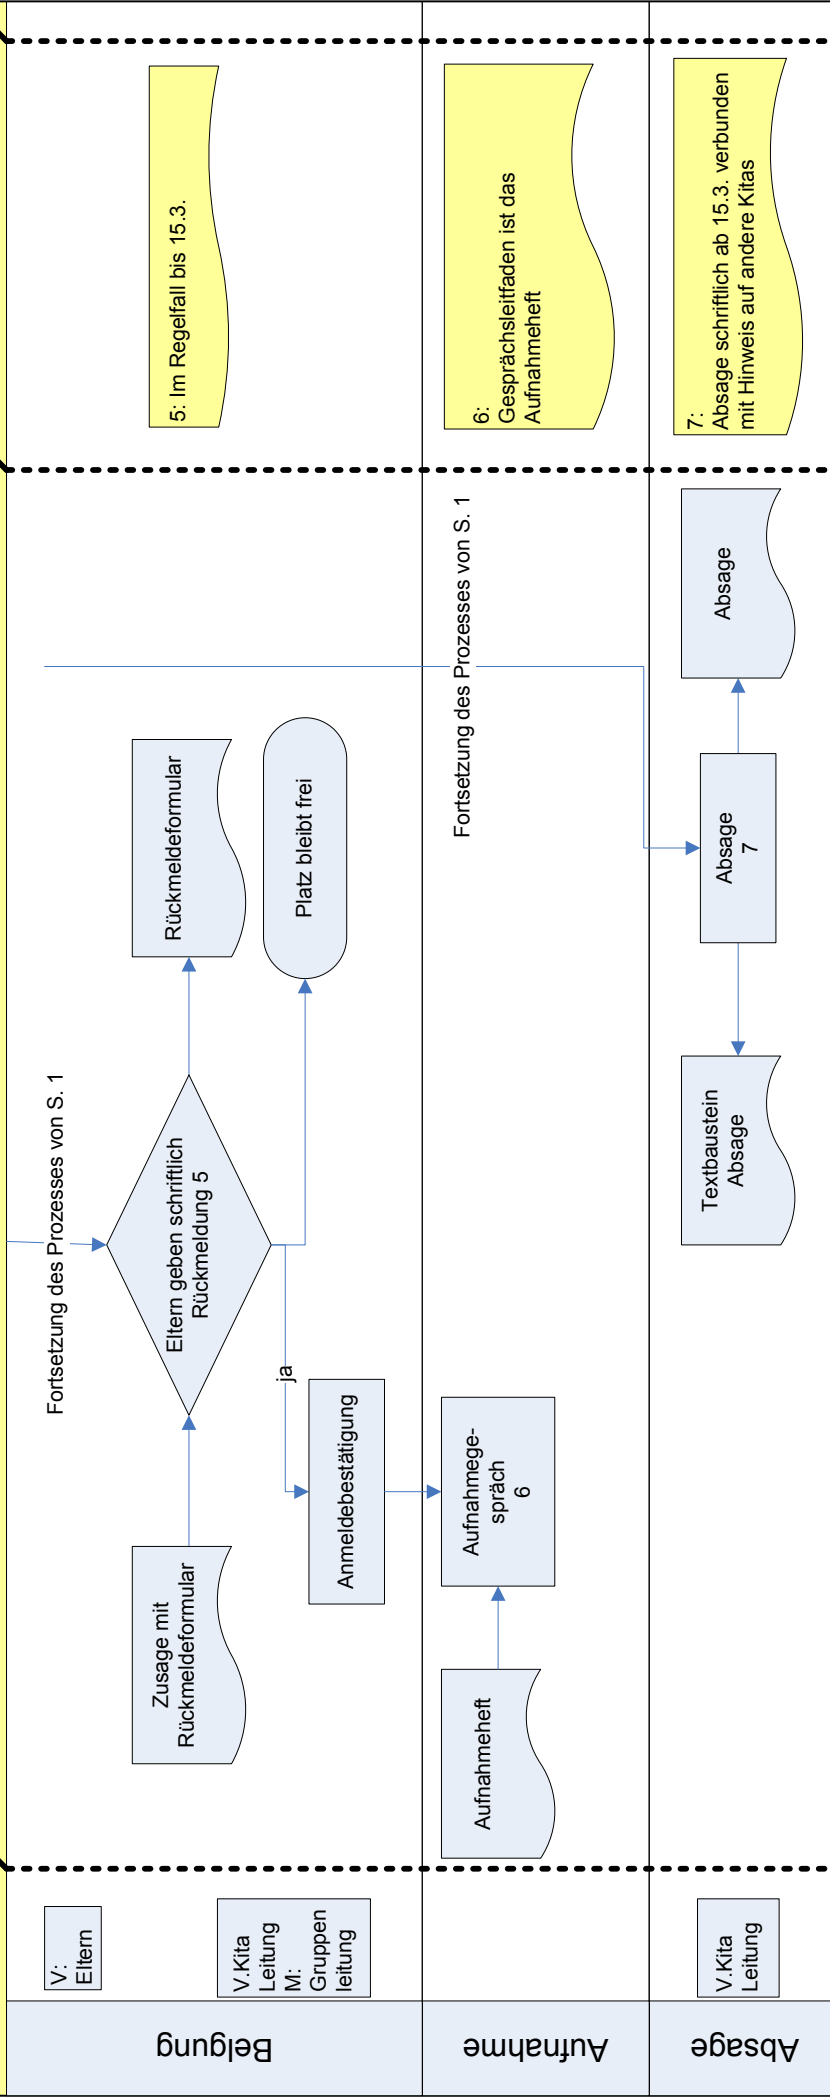 Belgung
V:
Eltern
V.Kita
Leitung
M:
Gruppen
leitung
Fortsetzung des Prozesses von S. 1
Zusage mit
Rückmeldeformular
Eltern geben schriftlich
Rückmeldung 5
Rückmeldeformular
ja
Anmeldebestätigung
Platz bleibt frei
5: Im Regelfall bis 15.3.
Aufnahme
Aufnahmeheft
Aufnahmege-
spräch
6
Fortsetzung des Prozesses von S. 1
6:
Gesprächsleitfaden ist das
Aufnahmeheft
Absage
V.Kita
Leitung
Textbaustein
Absage
Absage
7
Absage
7:
Absage schriftlich ab 15.3. verbunden
mit Hinweis auf andere Kitas